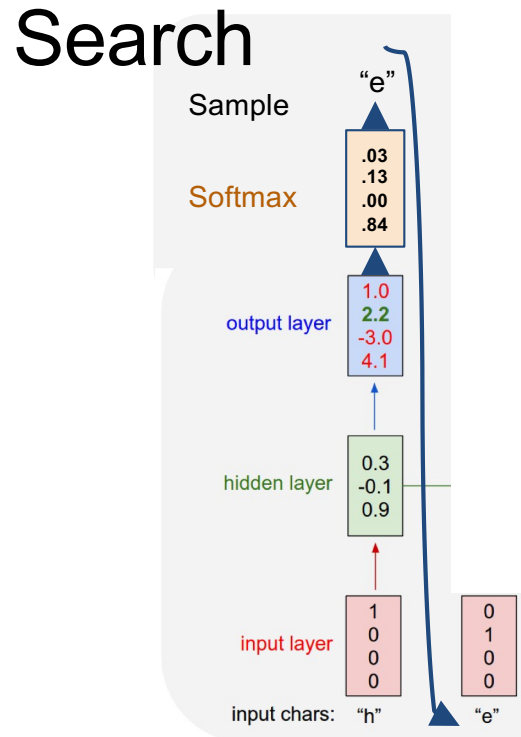 Search
"e"
Sample
.03
.13
.00
.84
Softmax
1.0
2.2
-3.0
4.1
output layer
0.3
-0.1
0.9
hidden layer
1
0
0
0
input layer
0
1
0
0
input chars: "h" "e"